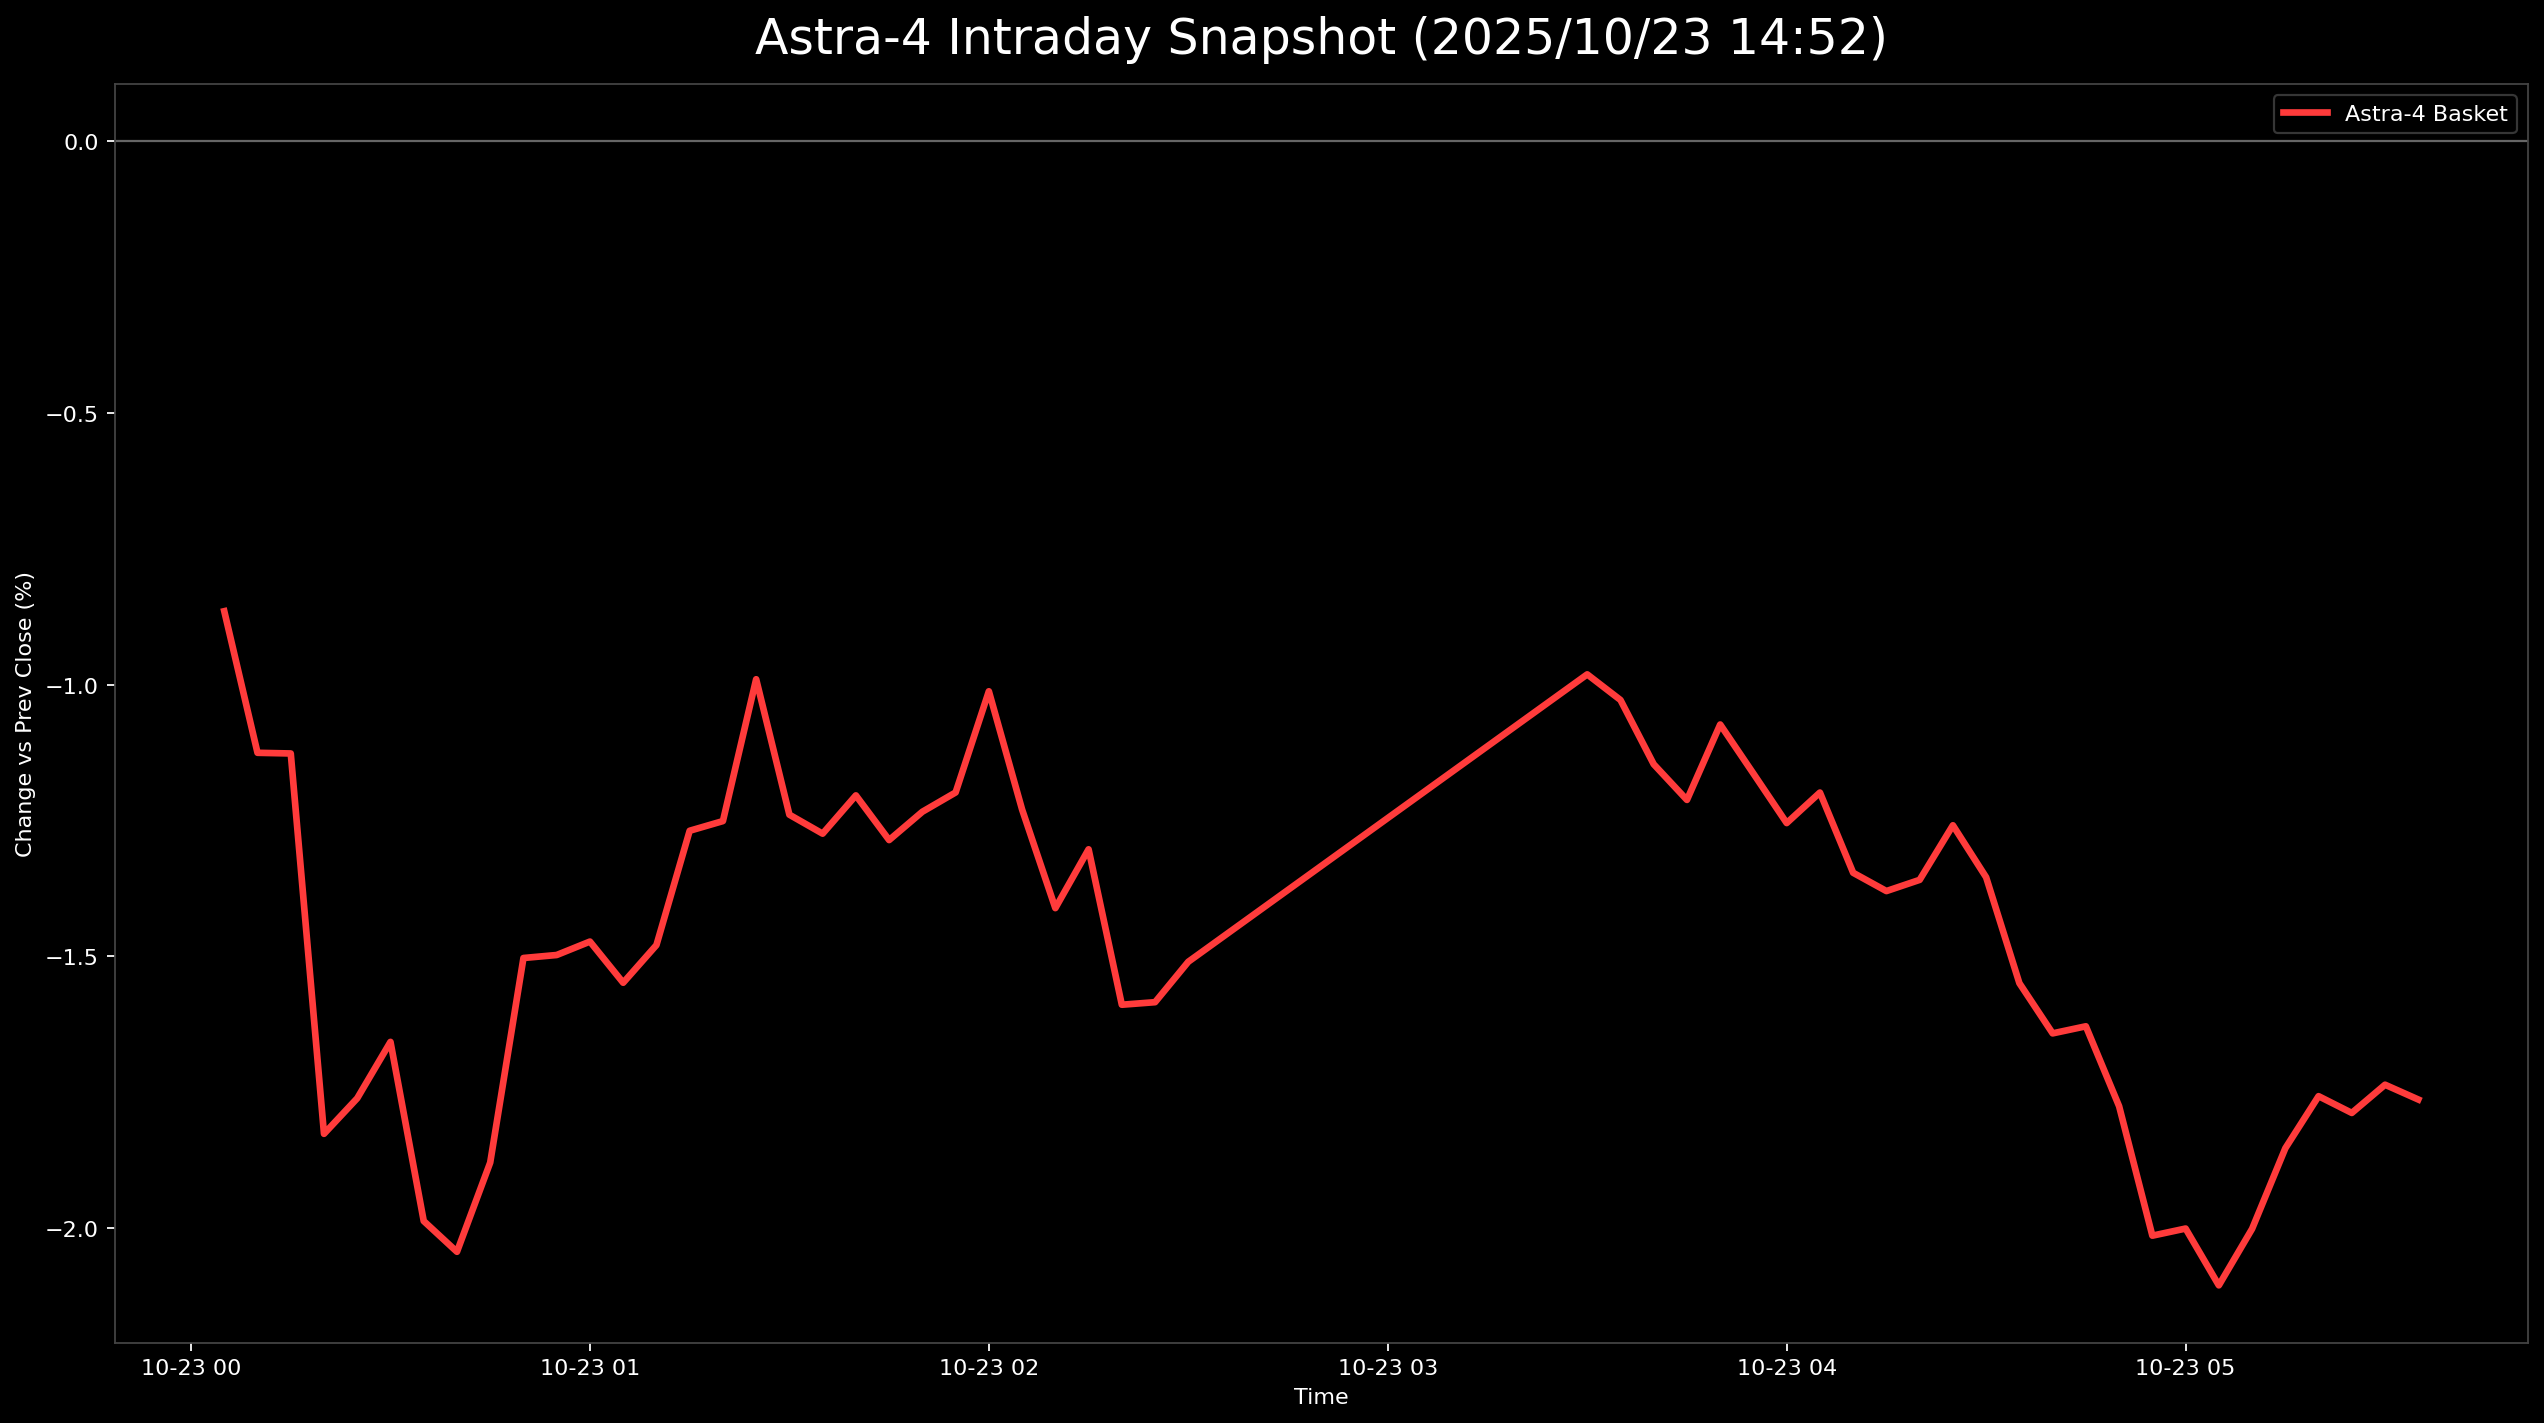 Astra-4 Intraday Snapshot (2025/10/23 14:52)
Astra-4 Basket
Change vs Prev Close (%)
0.0
−0.5
−1.0
−1.5
−2.0
10-23 00
10-23 01
10-23 02
10-23 03
10-23 04
10-23 05
Time